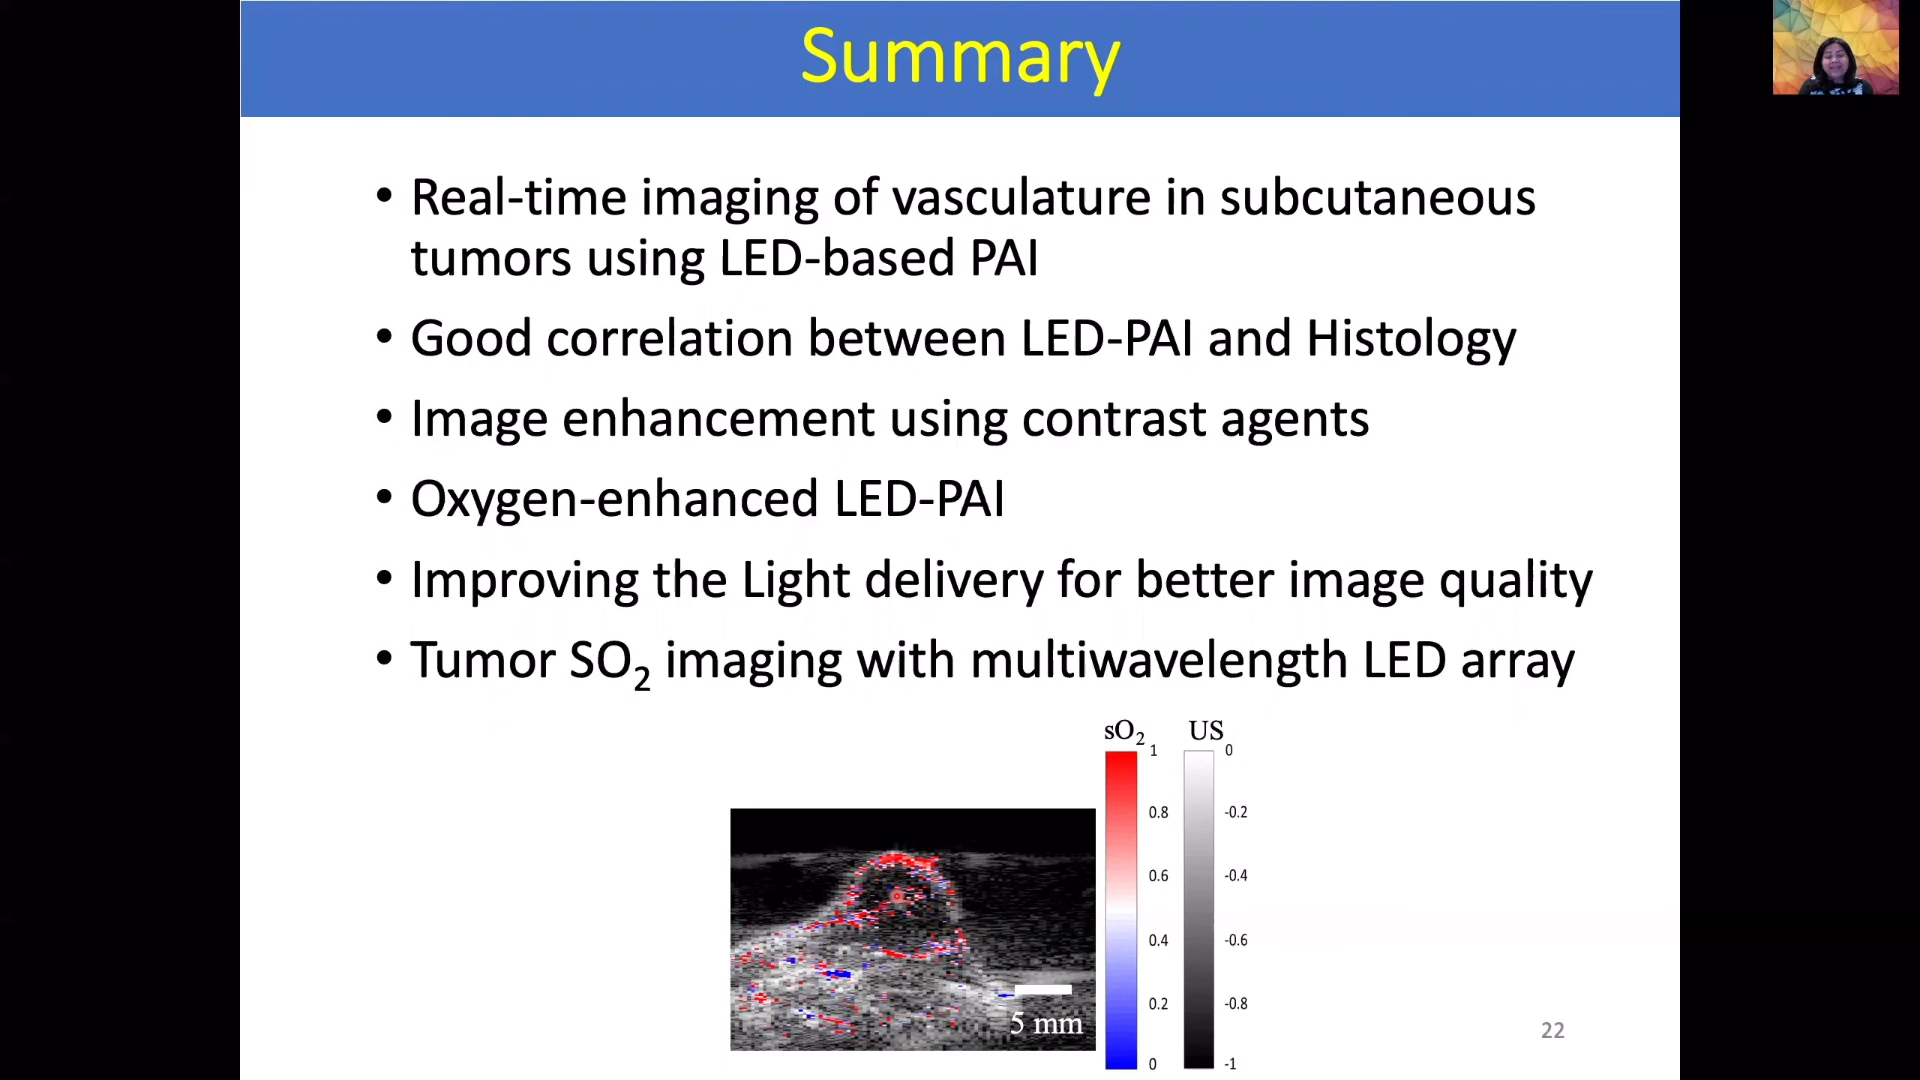 Summary
• Real-time imaging of vasculature in subcutaneous
tumors using LED-based PAI
• Good correlation between LED-PAI and Histology
• Image enhancement using contrast agents
• Oxygen-enhanced LED-PAI
• Improving the Light delivery for better image quality
• Tumor SO₂ imaging with multiwavelength LED array
sO₂ US
1 0
0.8 -0.2
0.6 -0.4
0.4 -0.6
0.2 -0.8
0 -1
5 mm
22